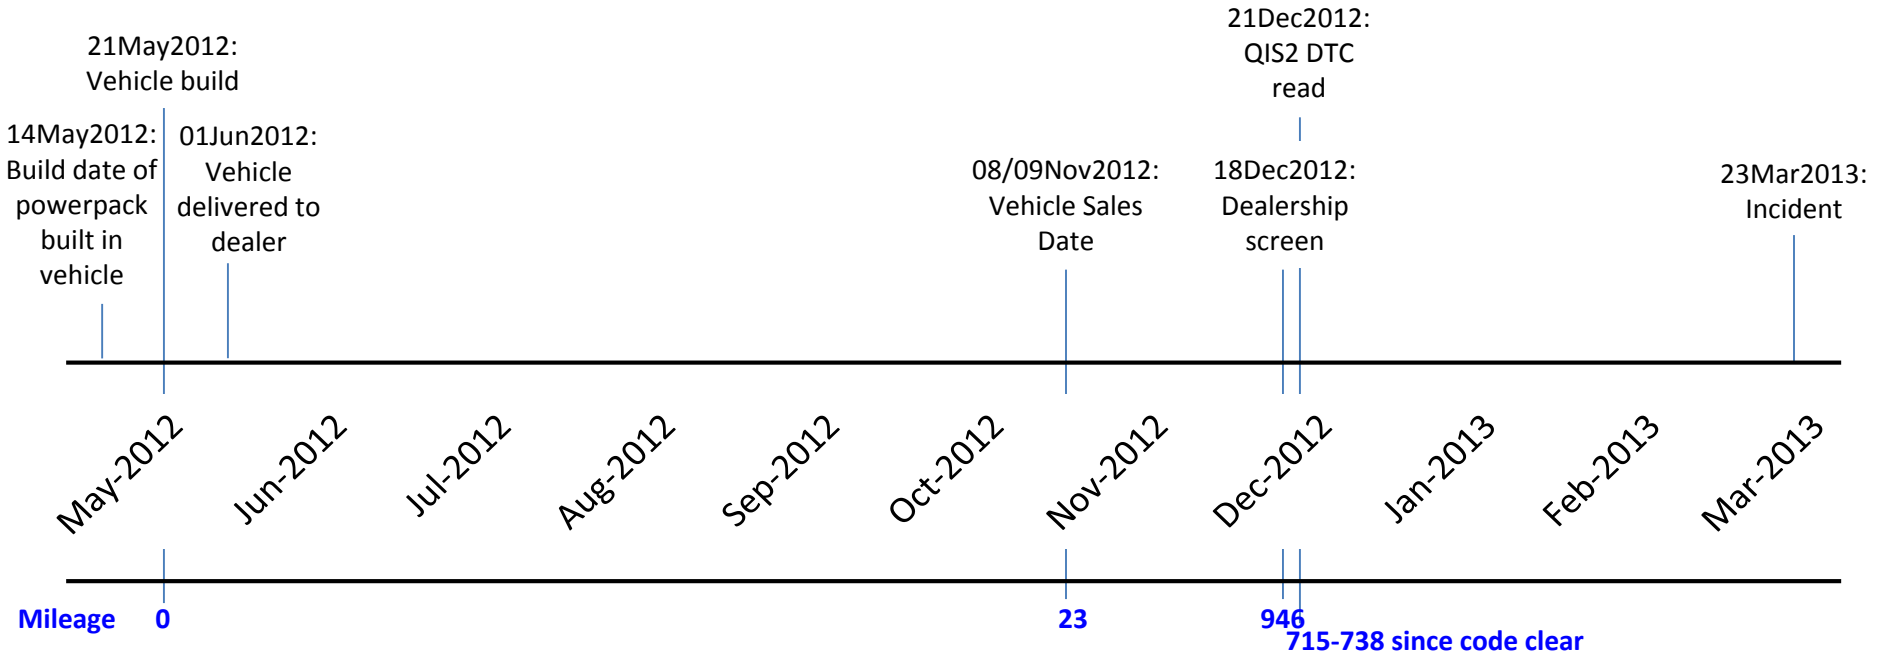 21May2012:
Vehicle build
14May2012:
Build date of
powerpack
built in
vehicle
01Jun2012:
Vehicle
delivered to
dealer
08/09Nov2012:
Vehicle Sales
Date
21Dec2012:
QIS2 DTC
read
18Dec2012:
Dealership
screen
23Mar2013:
Incident
May-2012
Jun-2012
Jul-2012
Aug-2012
Sep-2012
Oct-2012
Nov-2012
Dec-2012
Jan-2013
Feb-2013
Mar-2013
Mileage 0 23 946
715-738 since code clear